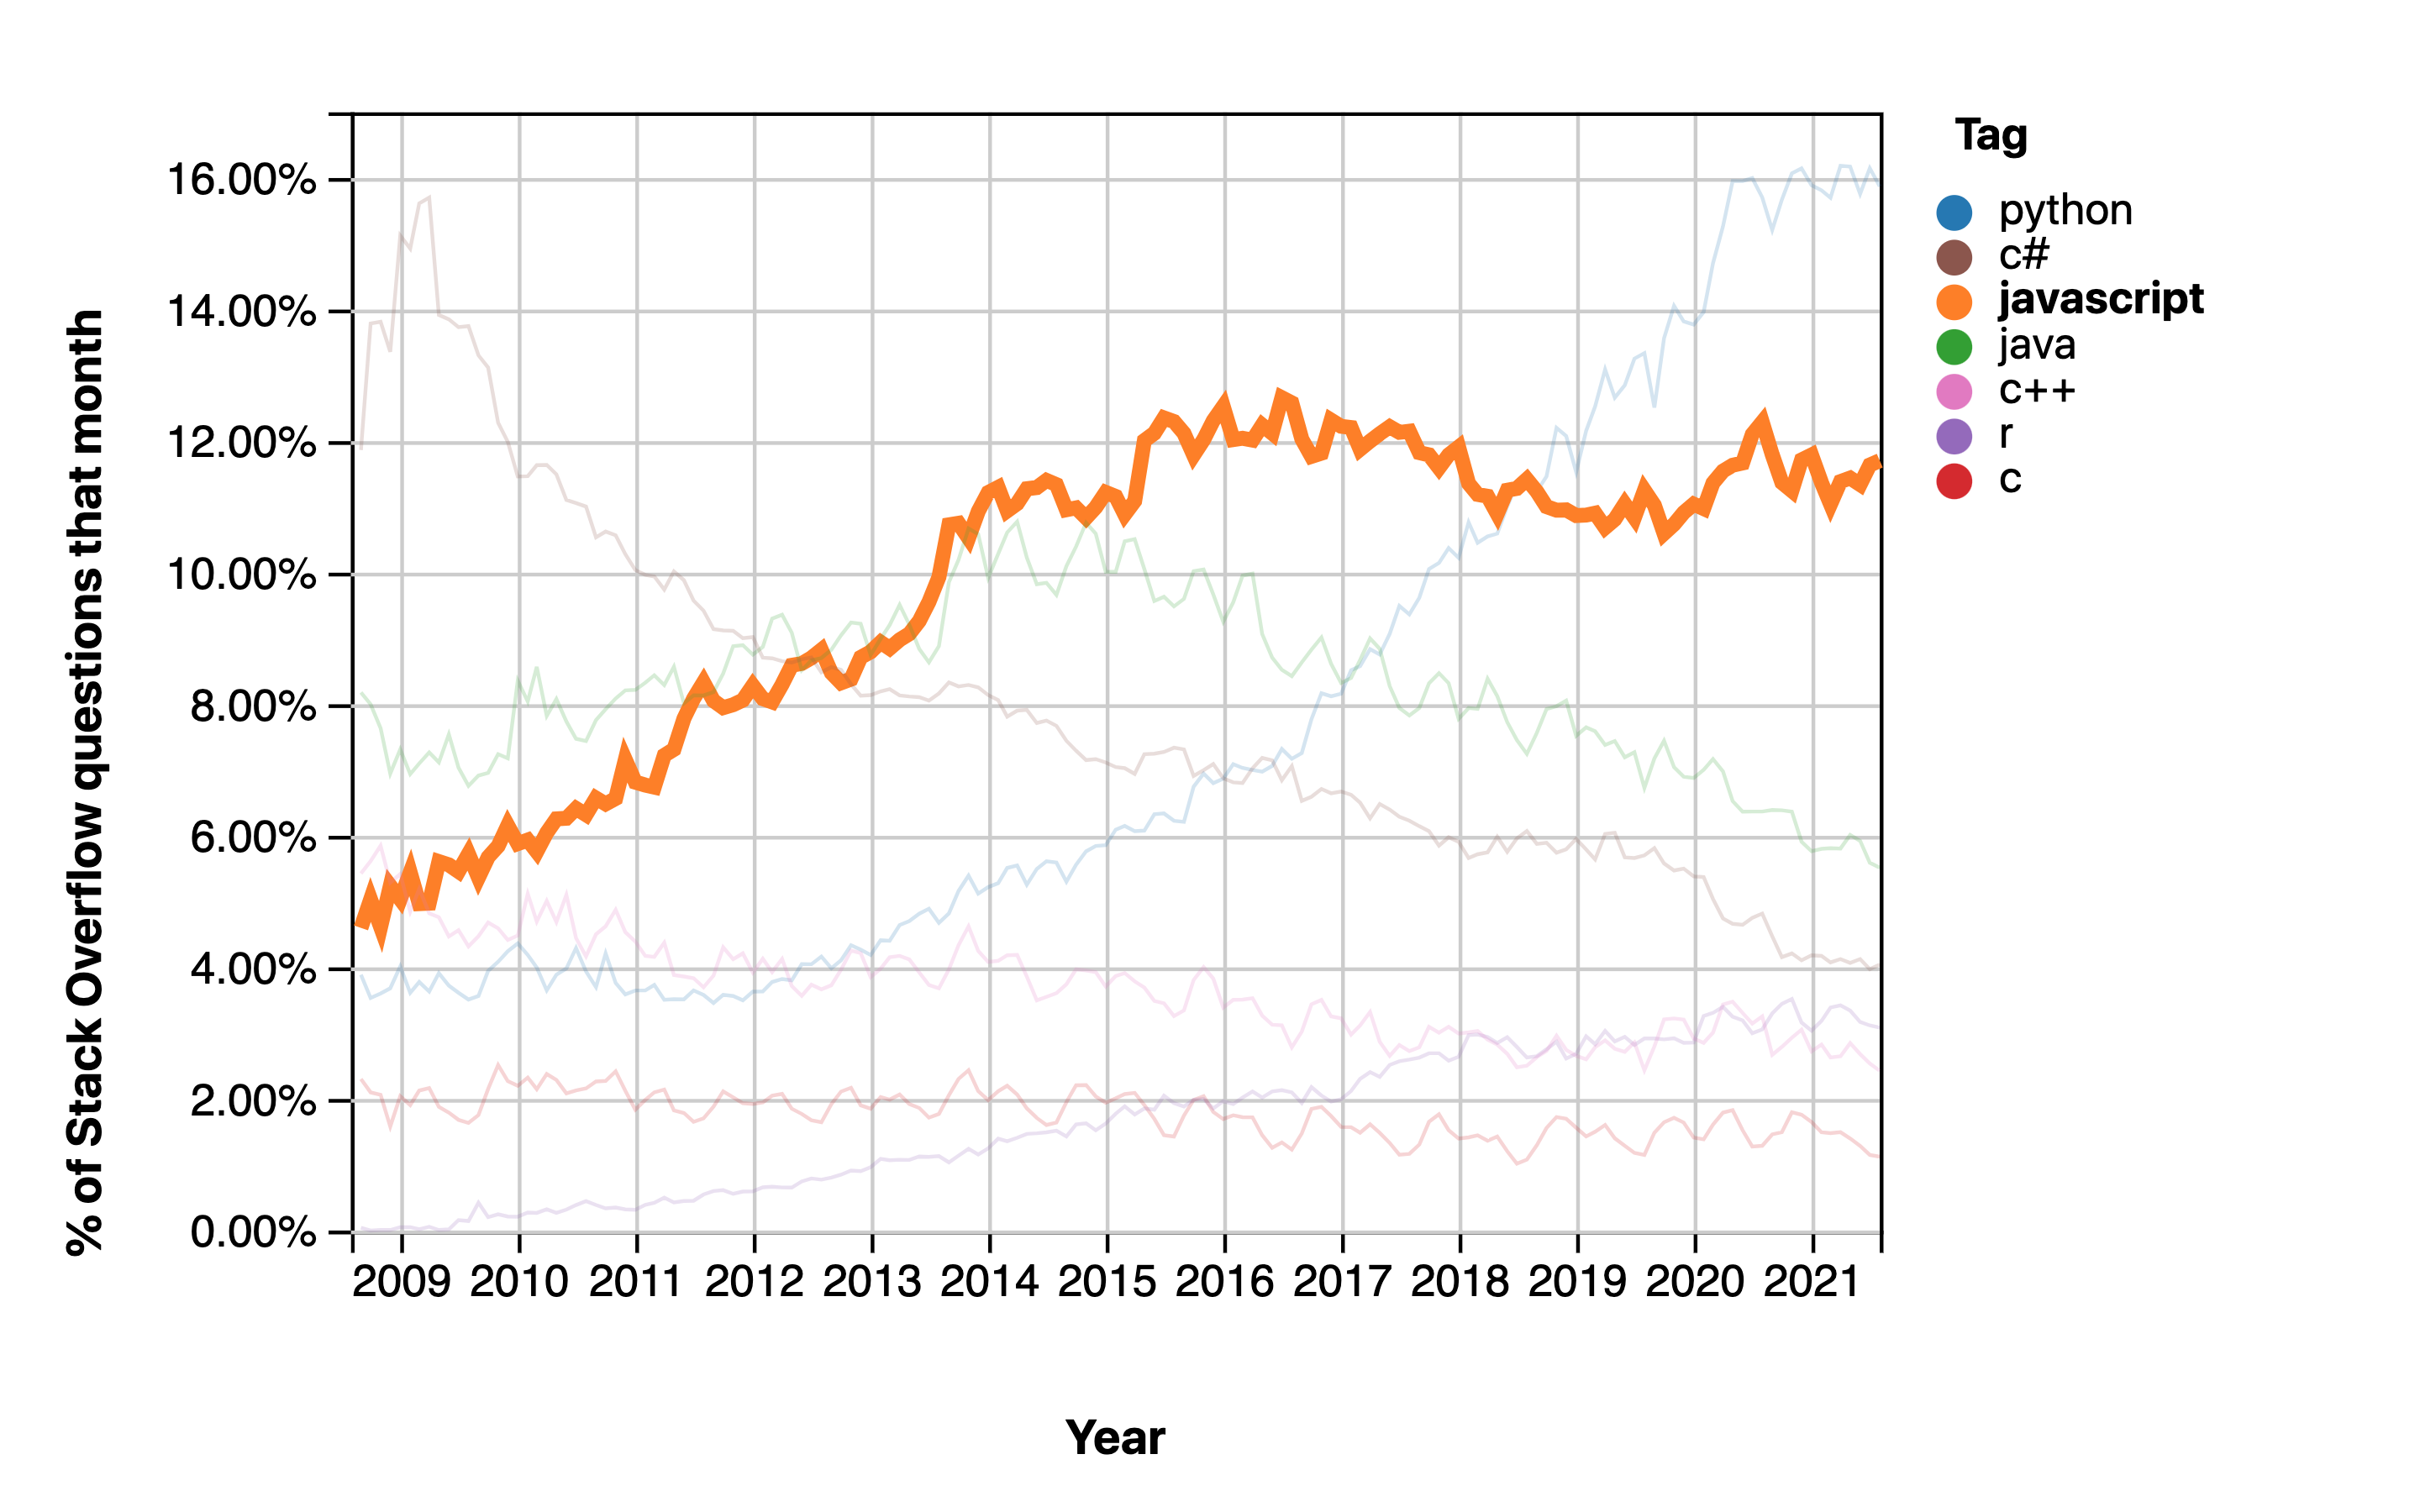 % of Stack Overflow questions that month
16.00%
14.00%
12.00%
10.00%
8.00%
6.00%
4.00%
2.00%
0.00%
2009 2010 2011 2012 2013 2014 2015 2016 2017 2018 2019 2020 2021
Year
Tag
python
c#
javascript
java
c++
r
c